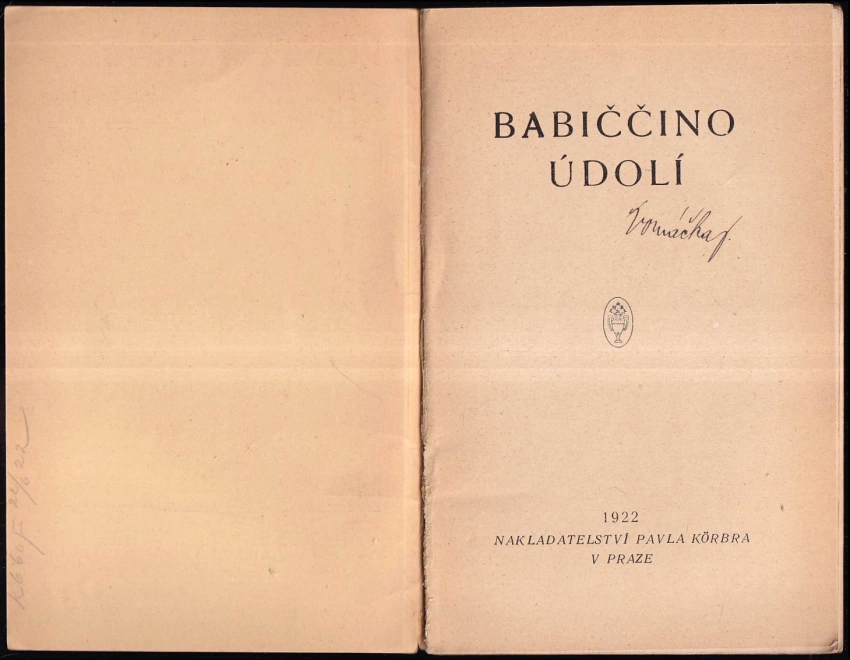 BABIČČINO
ÚDOLÍ
1922
NAKLADATELSTVÍ PAVLA KÖRBRA
V PRAZE